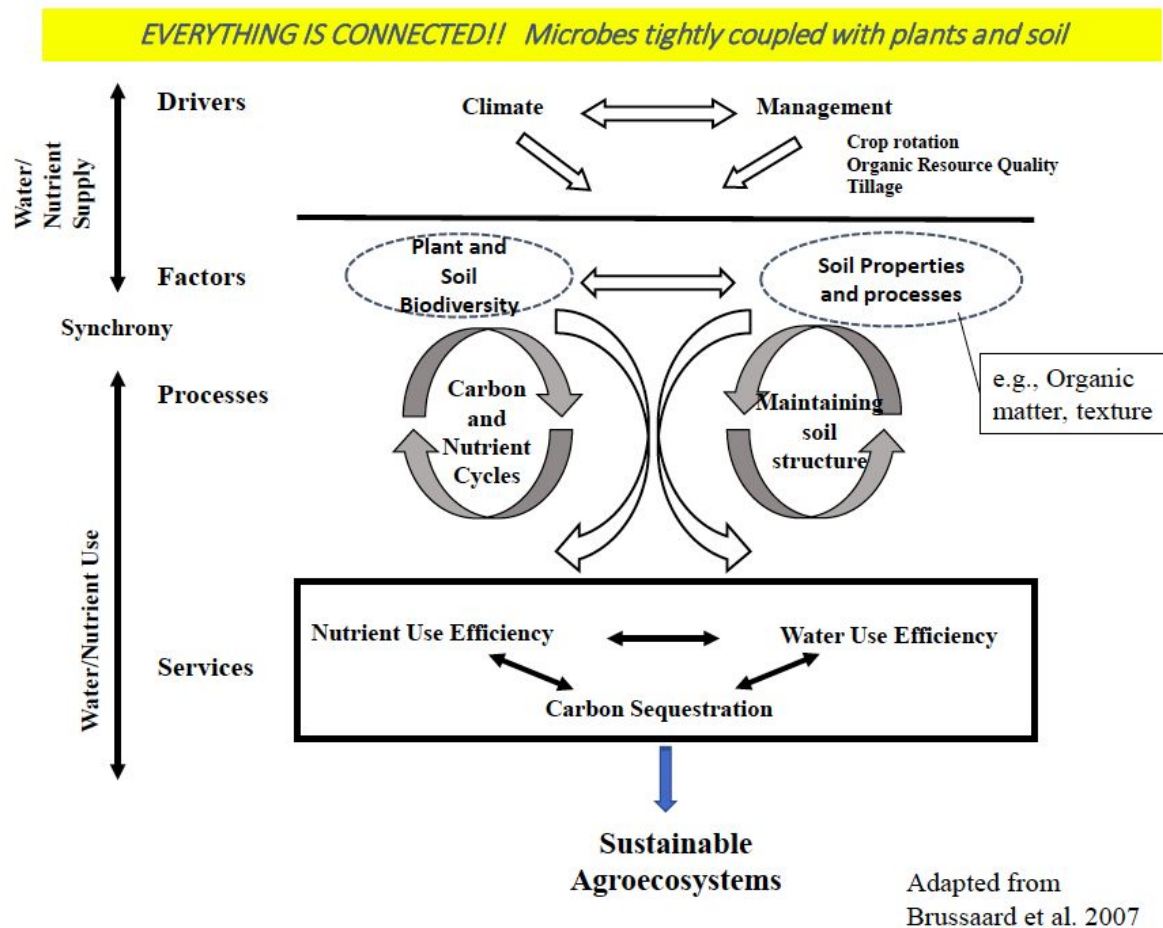 EVERYTHING IS CONNECTED!! Microbes tightly coupled with plants and soil
Drivers
Climate
Management
Crop rotation
Organic Resource Quality
Tillage
Water/
Nutrient
Supply
Factors
Plant and
Soil
Biodiversity
Soil Properties
and processes
Synchrony
Processes
Carbon
and
Nutrient
Cycles
Maintaining
soil
structure
e.g., Organic
matter, texture
Water/Nutrient Use
Services
Nutrient Use Efficiency
Water Use Efficiency
Carbon Sequestration
Sustainable
Agroecosystems
Adapted from
Brussaard et al. 2007